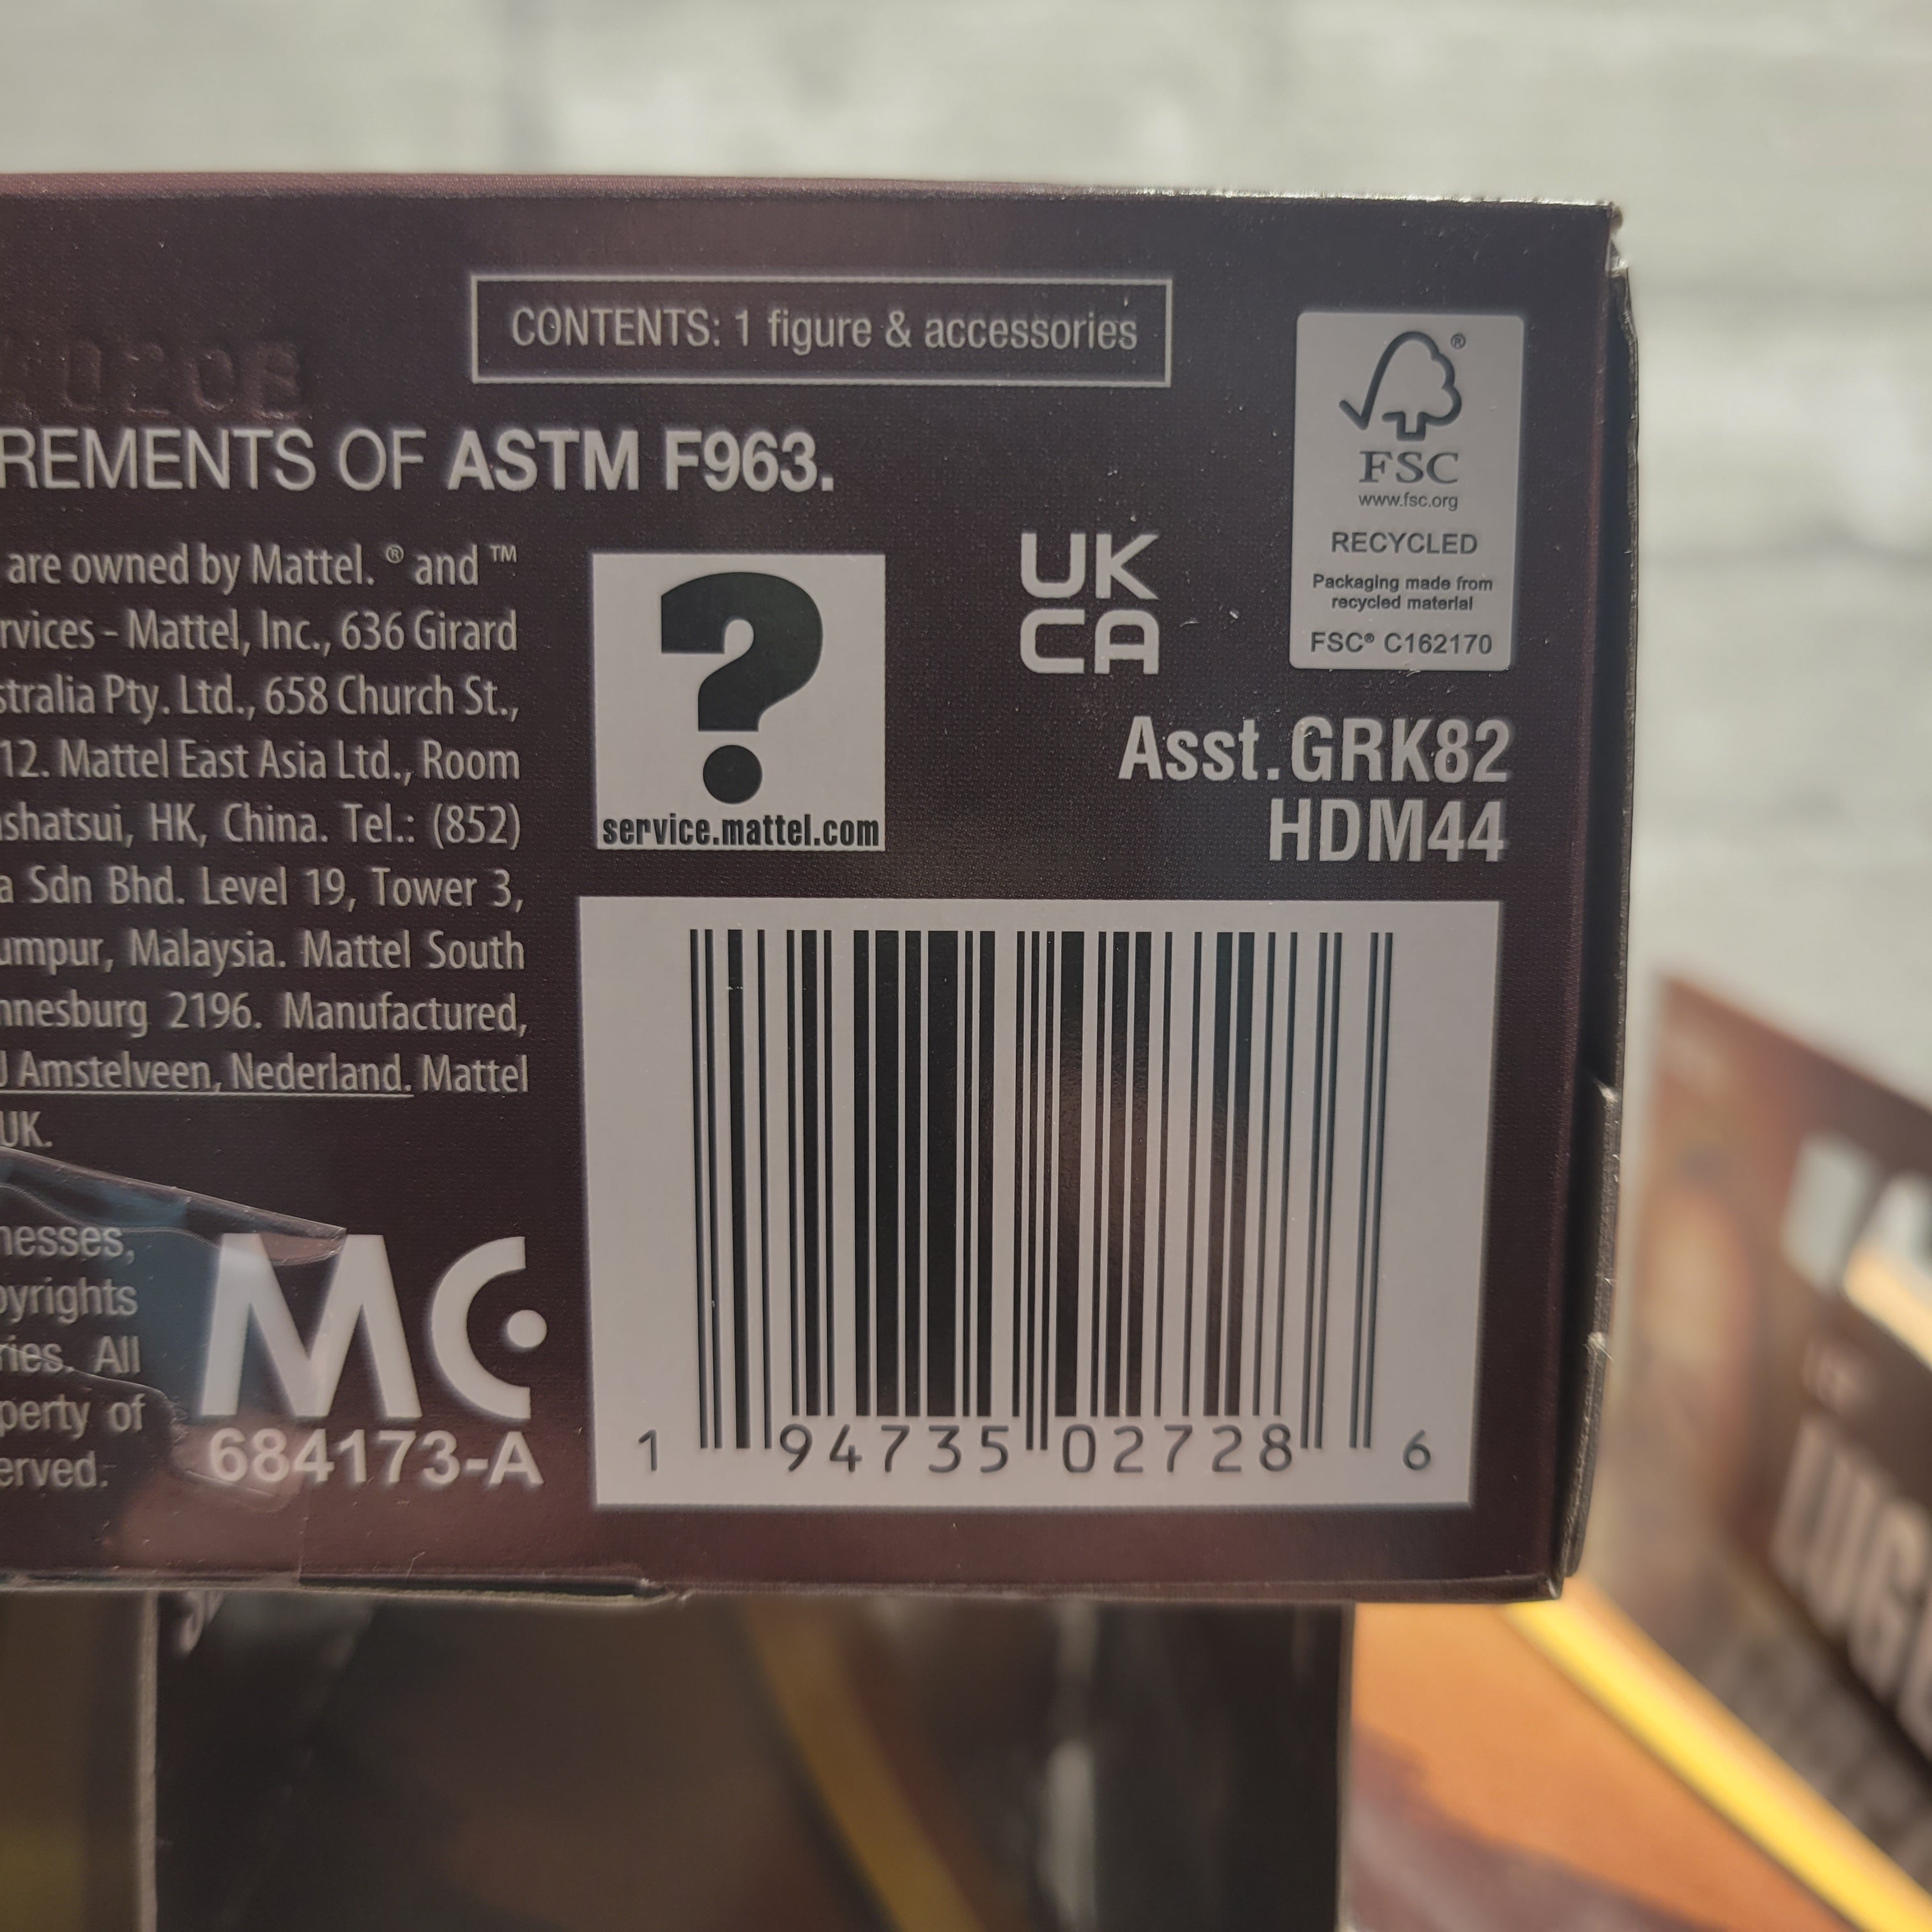 CONTENTS: 1 figure & accessories
REMENTS OF ASTM F963.
are owned by Mattel. ® and ™
rvices - Mattel, Inc., 636 Girard
stralia Pty. Ltd., 658 Church St.,
12. Mattel East Asia Ltd., Room
shatsui, HK, China. Tel.: (852)
a Sdn Bhd. Level 19, Tower 3,
umpur, Malaysia. Mattel South
nnesburg 2196. Manufactured,
J Amstelveen, Nederland. Mattel
UK.
nesses,
pyrights
ries. All
perty of
erved.
MC
684173-A
?
service.mattel.com
UK
CA
®
FSC
www.fsc.org
RECYCLED
Packaging made from
recycled material
FSC® C162170
Asst.GRK82
HDM44
1 94735 02728 6